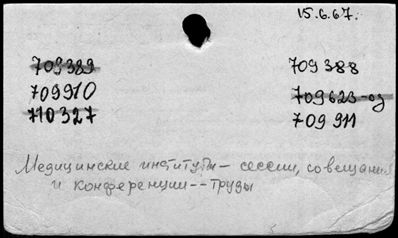 15.6.67.
709389 709388
709910 709623-оз
710327 709911
Медицинские институты – сессии, совещания
и конференции -- труды